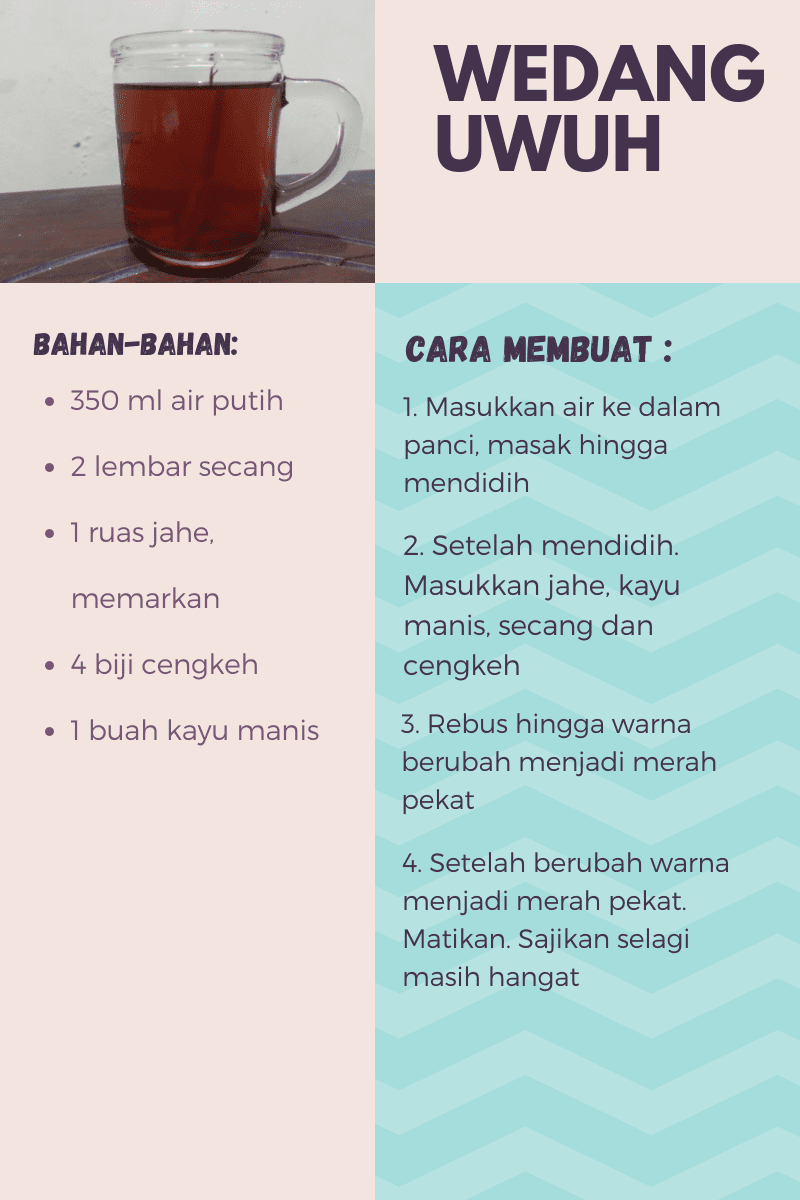 WEDANG
UWUH
BAHAN-BAHAN:
• 350 ml air putih
• 2 lembar secang
• 1 ruas jahe,
memarkan
• 4 biji cengkeh
• 1 buah kayu manis
CARA MEMBUAT :
1. Masukkan air ke dalam
panci, masak hingga
mendidih
2. Setelah mendidih.
Masukkan jahe, kayu
manis, secang dan
cengkeh
3. Rebus hingga warna
berubah menjadi merah
pekat
4. Setelah berubah warna
menjadi merah pekat.
Matikan. Sajikan selagi
masih hangat